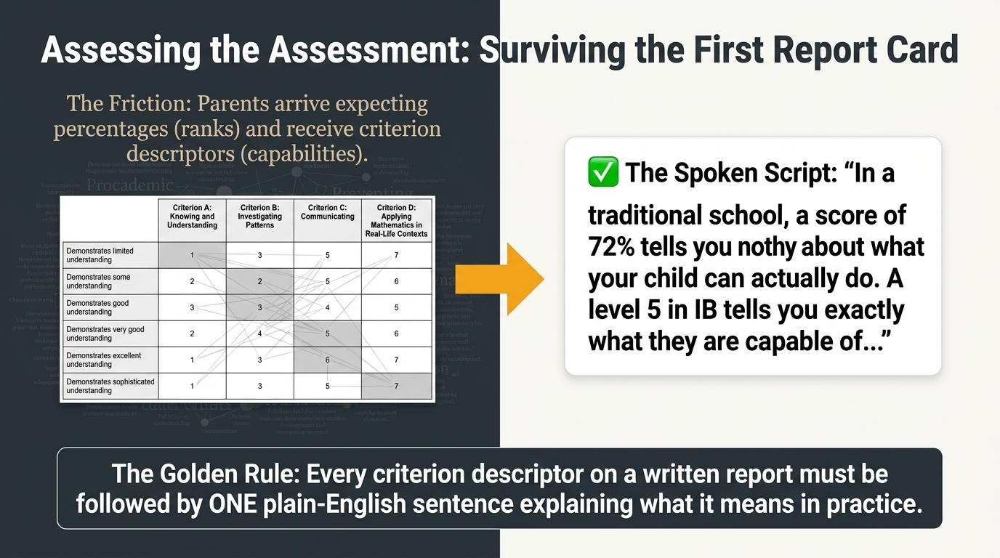 Assessing the Assessment: Surviving the First Report Card
The Friction: Parents arrive expecting
percentages (ranks) and receive criterion
descriptors (capabilities).
Procademic
Preventing
Criterion A:
Knowing and
Understanding
Criterion B:
Investigating
Patterns
Criterion C:
Communicating
Criterion D:
Applying
Mathematics in
Real-Life Contexts
Demonstrates limited
understanding
1 3 5 7
Demonstrates some
understanding
2 2 5 6
Demonstrates good
understanding
3 3 4 5
Demonstrates very good
understanding
2 4 5 6
Demonstrates excellent
understanding
1 3 6 7
Demonstrates sophisticated
understanding
1 3 5 7
✅ The Spoken Script: “In a
traditional school, a score of
72% tells you nothy about what
your child can actually do. A
level 5 in IB tells you exactly
what they are capable of...”
The Golden Rule: Every criterion descriptor on a written report must be
followed by ONE plain-English sentence explaining what it means in practice.